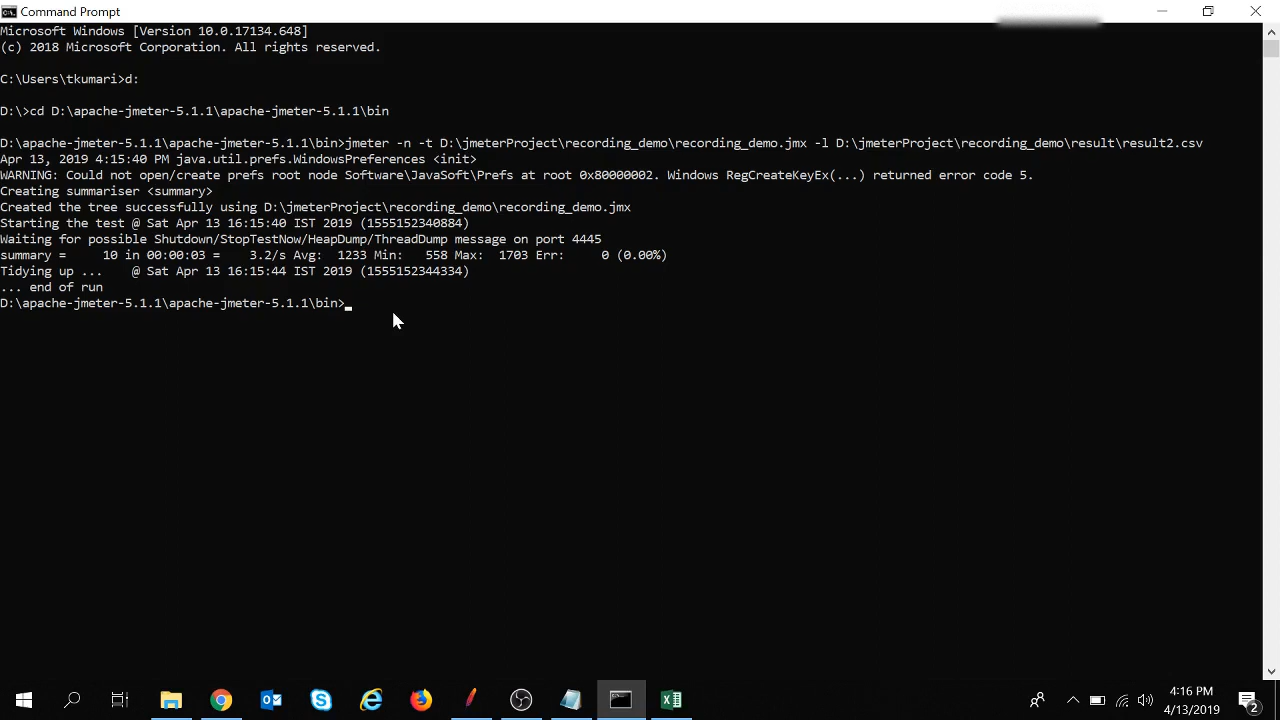 Command Prompt
Microsoft Windows [Version 10.0.17134.648]
(c) 2018 Microsoft Corporation. All rights reserved.
C:\Users\tkumari>d:
D:\>cd D:\apache-jmeter-5.1.1\apache-jmeter-5.1.1\bin
D:\apache-jmeter-5.1.1\apache-jmeter-5.1.1\bin>jmeter -n -t D:\jmeterProject\recording_demo\recording_demo.jmx -l D:\jmeterProject\recording_demo\result\result2.csv
Apr 13, 2019 4:15:40 PM java.util.prefs.WindowsPreferences <init>
WARNING: Could not open/create prefs root node Software\JavaSoft\Prefs at root 0x80000002. Windows RegCreateKeyEx(...) returned error code 5.
Creating summariser <summary>
Created the tree successfully using D:\jmeterProject\recording_demo\recording_demo.jmx
Starting the test @ Sat Apr 13 16:15:40 IST 2019 (1555152340884)
Waiting for possible Shutdown/StopTestNow/HeapDump/ThreadDump message on port 4445
summary =     10 in 00:00:03 =    3.2/s Avg:  1233 Min:   558 Max:  1703 Err:     0 (0.00%)
Tidying up ...    @ Sat Apr 13 16:15:44 IST 2019 (1555152344334)
... end of run
D:\apache-jmeter-5.1.1\apache-jmeter-5.1.1\bin>
4:16 PM
4/13/2019
2